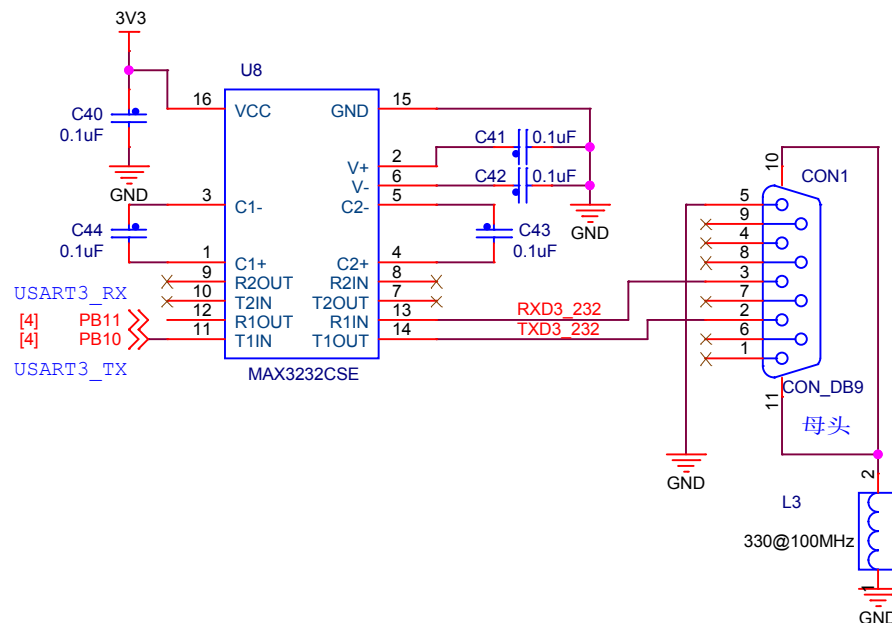 3V3
U8
16
VCC
GND
15
C40
0.1uF
GND
C41
0.1uF
2
V+
C42
0.1uF
6
V-
3
C1-
C2-
5
GND
C44
0.1uF
C43
0.1uF
1
C1+
C2+
4
9
R2OUT
R2IN
8
10
T2IN
T2OUT
7
12
R1OUT
R1IN
13
11
T1IN
T1OUT
14
USART3_RX
[4] PB11
[4] PB10
USART3_TX
MAX3232CSE
RXD3_232
TXD3_232
10
CON1
5
9
4
8
3
7
2
6
1
11
CON_DB9
母头
GND
2
L3
330@100MHz
1
GND